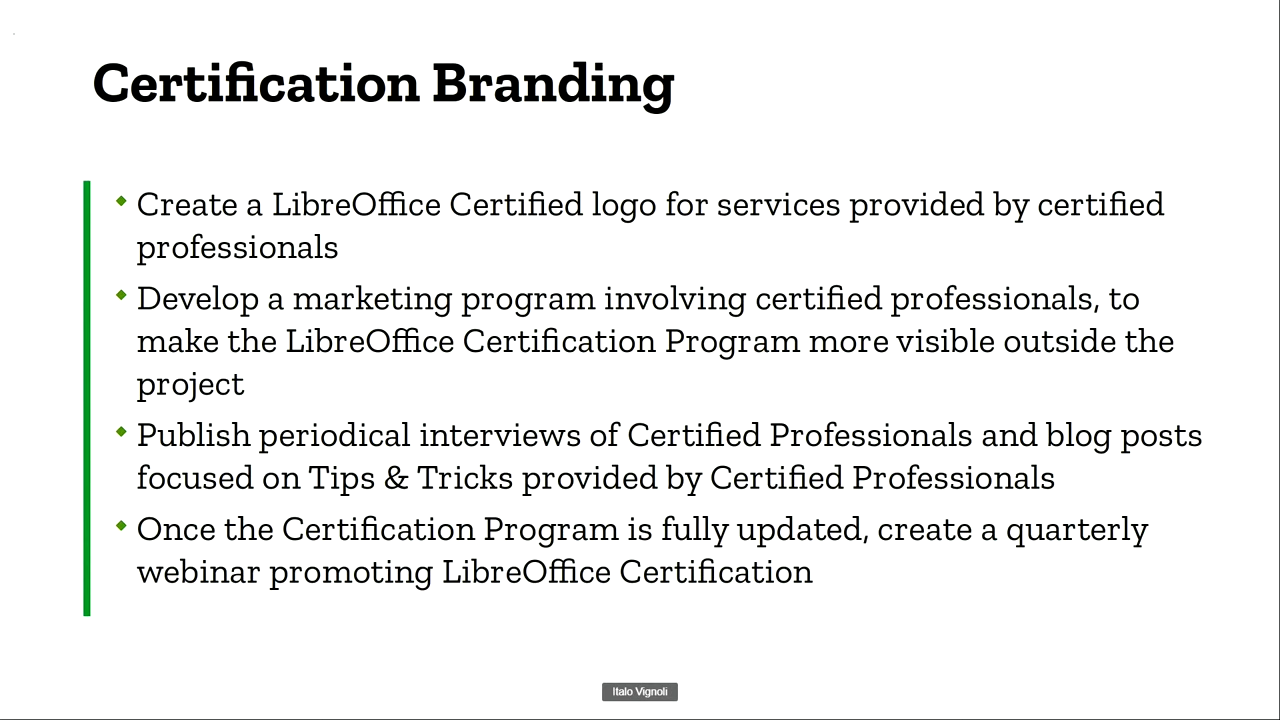 Certification Branding
Create a LibreOffice Certified logo for services provided by certified
professionals
Develop a marketing program involving certified professionals, to
make the LibreOffice Certification Program more visible outside the
project
Publish periodical interviews of Certified Professionals and blog posts
focused on Tips & Tricks provided by Certified Professionals
Once the Certification Program is fully updated, create a quarterly
webinar promoting LibreOffice Certification
Italo Vignoli